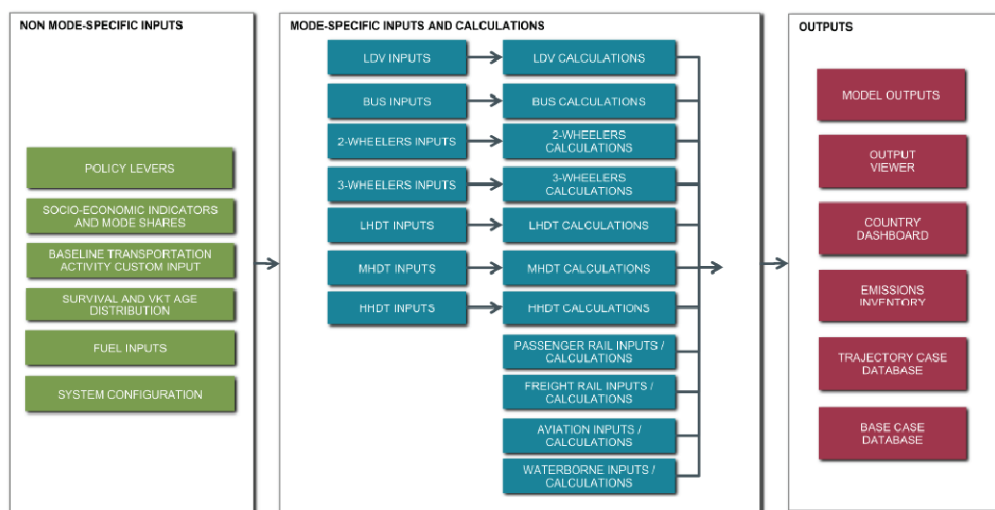 NON MODE-SPECIFIC INPUTS
POLICY LEVERS
SOCIO-ECONOMIC INDICATORS
AND MODE SHARES
BASELINE TRANSPORTATION
ACTIVITY CUSTOM INPUT
SURVIVAL AND VKT AGE
DISTRIBUTION
FUEL INPUTS
SYSTEM CONFIGURATION
MODE-SPECIFIC INPUTS AND CALCULATIONS
LDV INPUTS
LDV CALCULATIONS
BUS INPUTS
BUS CALCULATIONS
2-WHEELERS INPUTS
2-WHEELERS
CALCULATIONS
3-WHEELERS INPUTS
3-WHEELERS
CALCULATIONS
LHDT INPUTS
LHDT CALCULATIONS
MHDT INPUTS
MHDT CALCULATIONS
HHDT INPUTS
HHDT CALCULATIONS
PASSENGER RAIL INPUTS /
CALCULATIONS
FREIGHT RAIL INPUTS /
CALCULATIONS
AVIATION INPUTS /
CALCULATIONS
WATERBORNE INPUTS /
CALCULATIONS
OUTPUTS
MODEL OUTPUTS
OUTPUT
VIEWER
COUNTRY
DASHBOARD
EMISSIONS
INVENTORY
TRAJECTORY CASE
DATABASE
BASE CASE
DATABASE